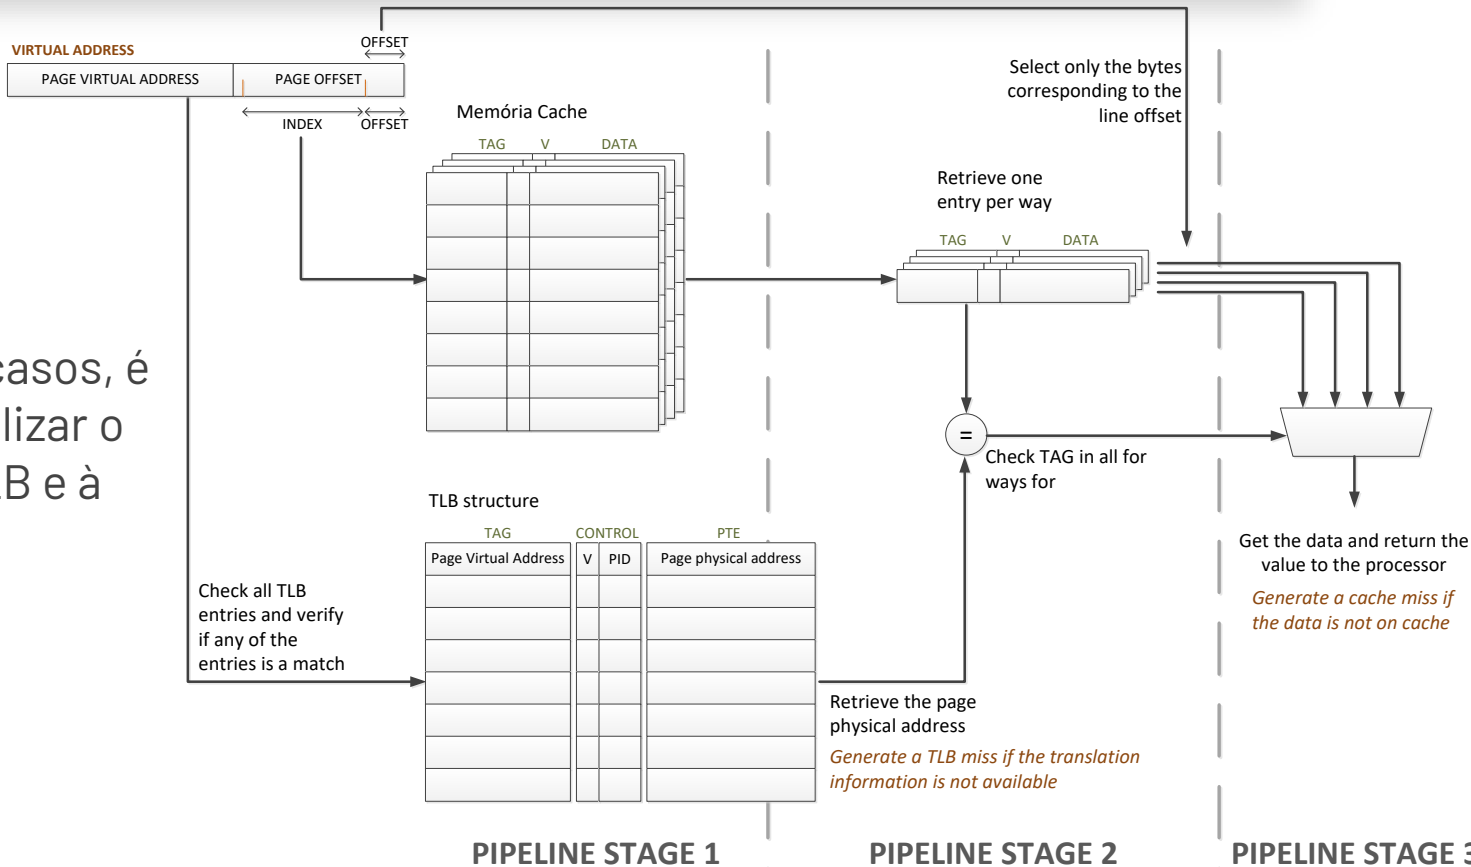 VIRTUAL ADDRESS
OFFSET
PAGE VIRTUAL ADDRESS
PAGE OFFSET
INDEX
OFFSET
Memória Cache
TAG V DATA
Select only the bytes
corresponding to the
line offset
Retrieve one
entry per way
TAG V DATA
casos, é
lizar o
B e à
=
Check TAG in all for
ways for
TLB structure
TAG CONTROL PTE
Page Virtual Address V PID Page physical address
Check all TLB
entries and verify
if any of the
entries is a match
Retrieve the page
physical address
Generate a TLB miss if the translation
information is not available
Get the data and return the
value to the processor
Generate a cache miss if
the data is not on cache
PIPELINE STAGE 1
PIPELINE STAGE 2
PIPELINE STAGE 3